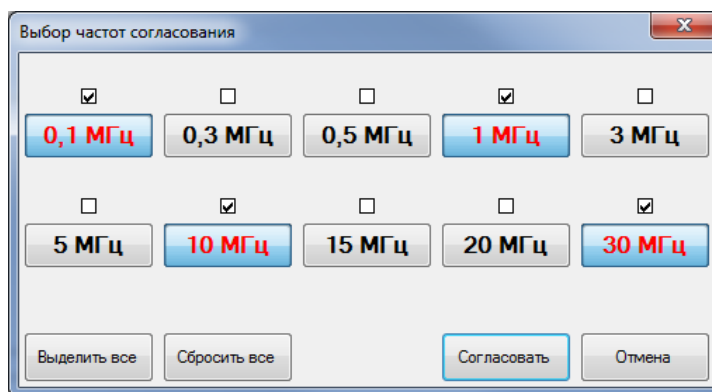 Выбор частот согласования
0,1 МГц 0,3 МГц 0,5 МГц 1 МГц 3 МГц
5 МГц 10 МГц 15 МГц 20 МГц 30 МГц
Выделить все Сбросить все Согласовать Отмена